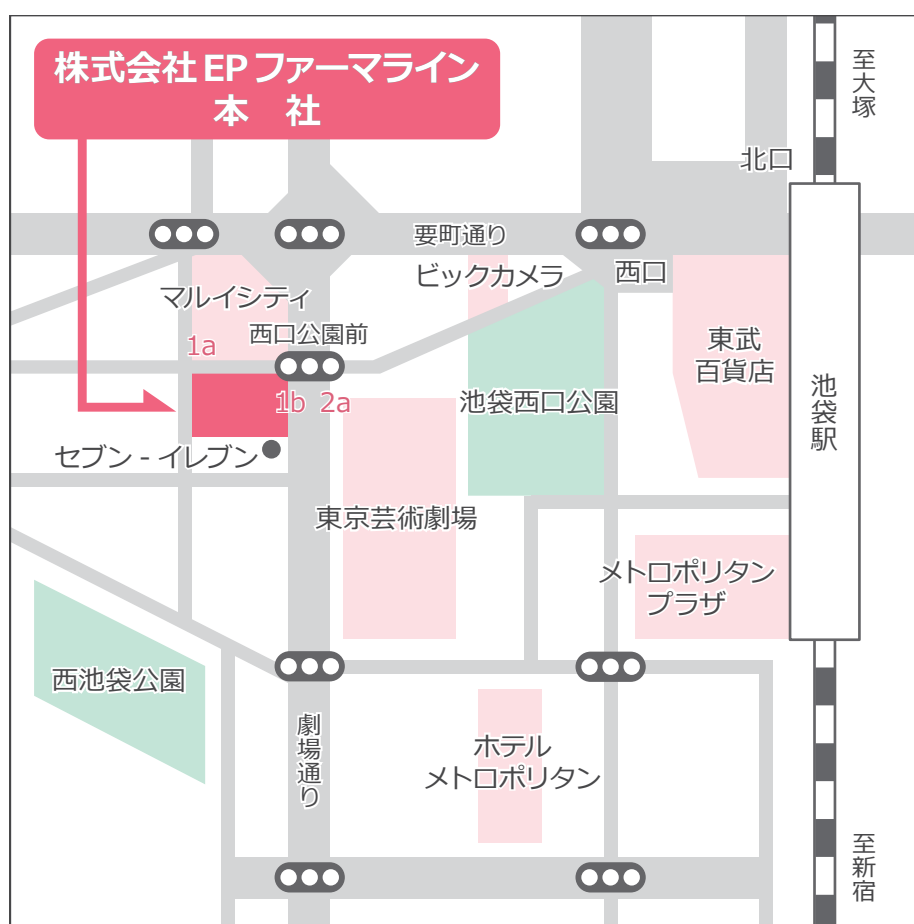 株式会社 EP ファーマライン
本 社
至大塚
北口
要町通り
ビックカメラ
西口
マルイシティ
西口公園前
1a
東武
百貨店
1b 2a
池袋西口公園
池袋駅
セブン - イレブン
東京芸術劇場
メトロポリタン
プラザ
西池袋公園
劇場通り
ホテル
メトロポリタン
至新宿